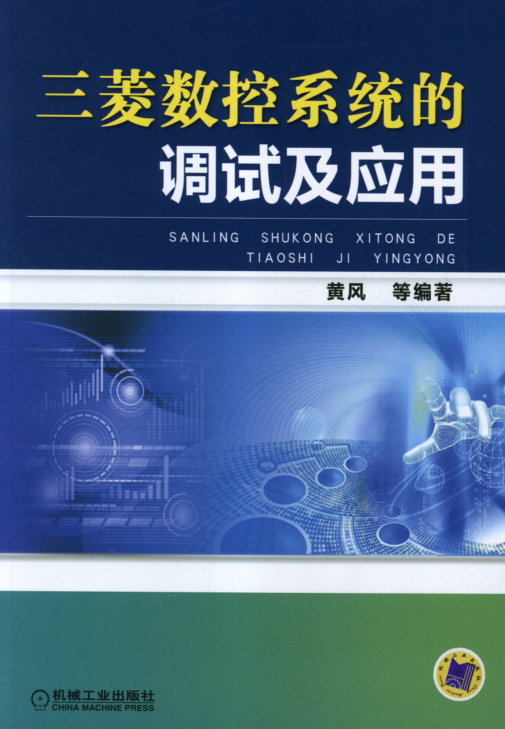 三菱数控系统的
调试及应用
SANLING SHUKONG XITONG DE
TIAOSHI JI YINGYONG
黄风 等编著
机械工业出版社
CHINA MACHINE PRESS